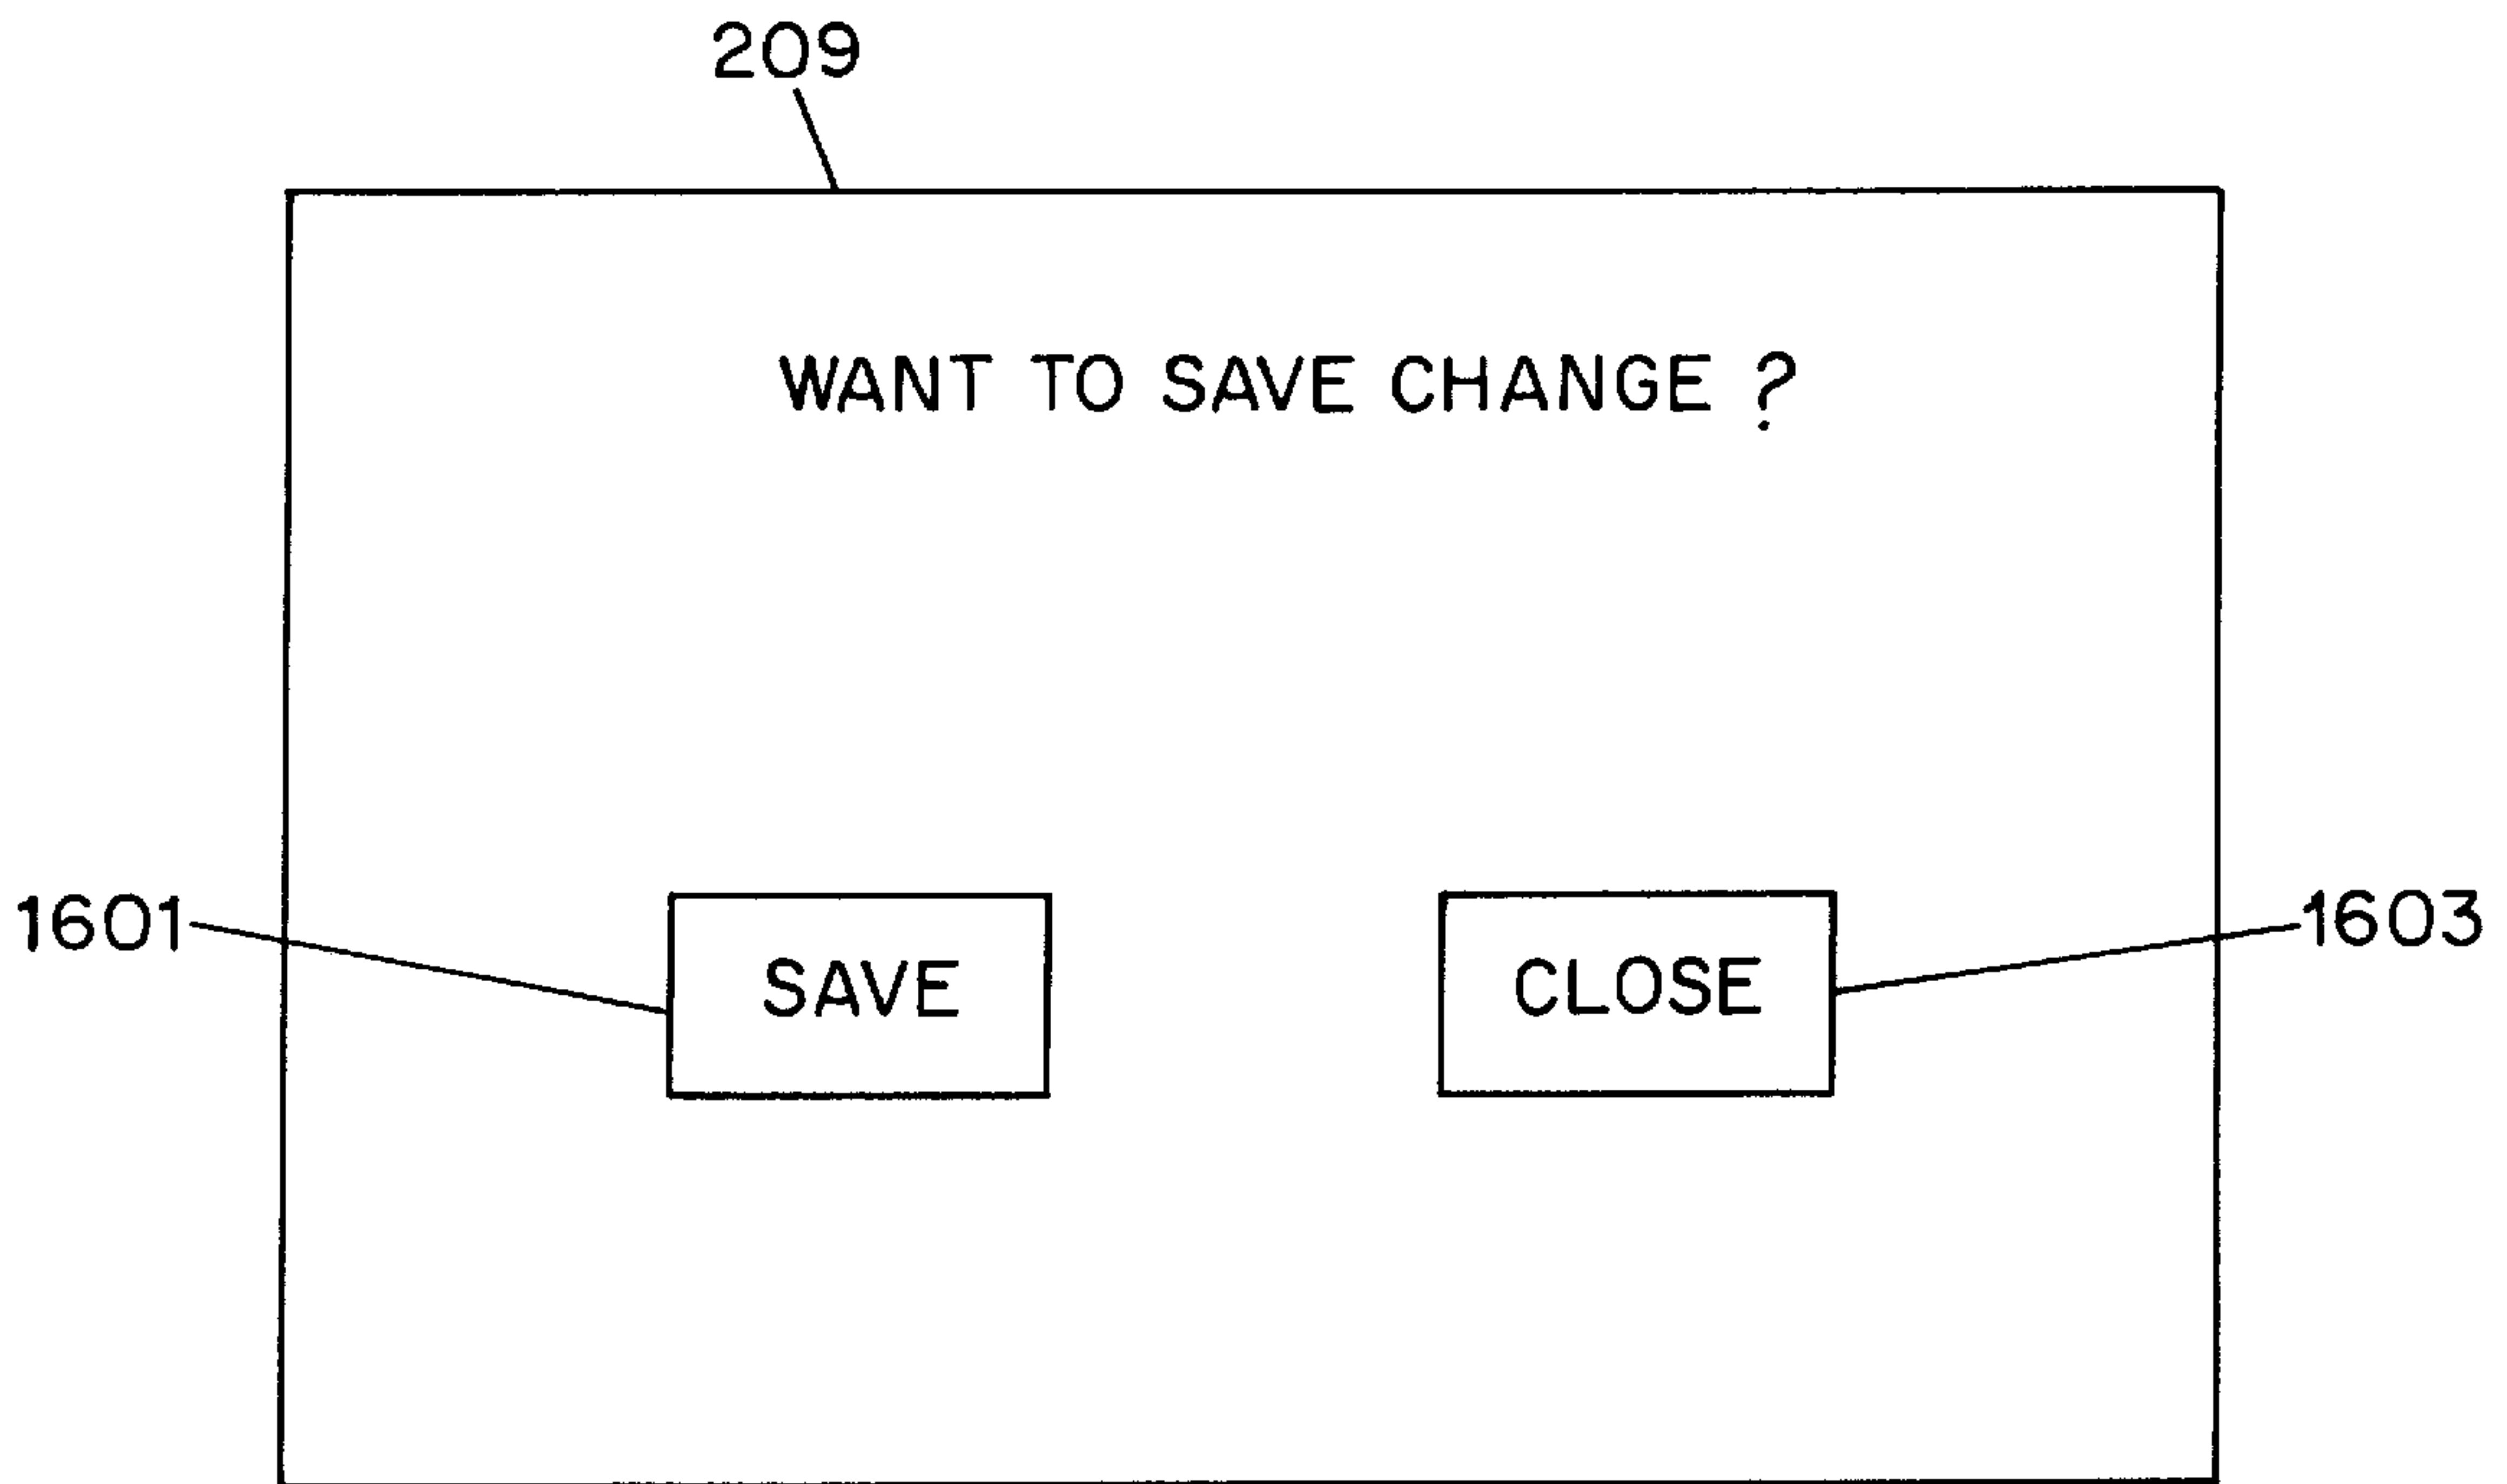 209
WANT TO SAVE CHANGE ?
1601
SAVE
CLOSE
1603